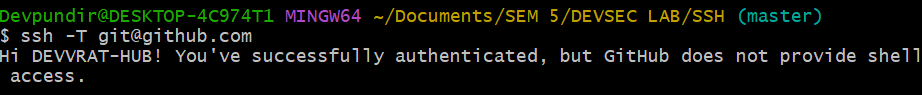 Devpundir@DESKTOP-4C974T1 MINGW64 ~/Documents/SEM 5/DEVSEC LAB/SSH (master)
$ ssh -T git@github.com
Hi DEVVRAT-HUB! You've successfully authenticated, but GitHub does not provide shell
 access.